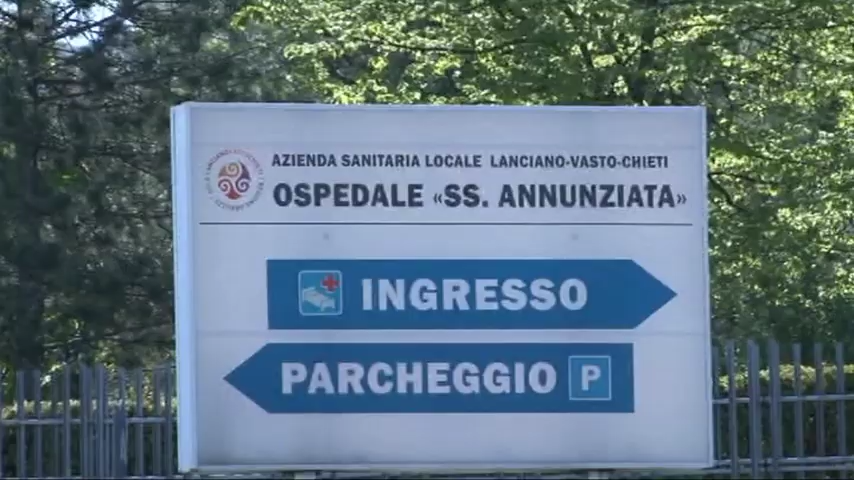 AZIENDA SANITARIA LOCALE LANCIANO-VASTO-CHIETI
OSPEDALE «SS. ANNUNZIATA»
INGRESSO
PARCHEGGIO P